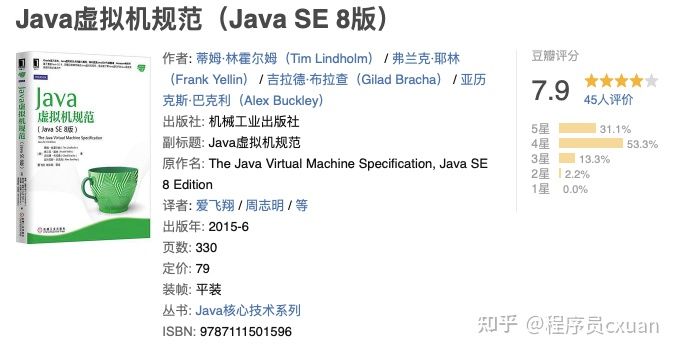 Java虚拟机规范（Java SE 8版）
Java
虚拟机规范
（Java SE 8版）
The Java Virtual Machine Specification
作者: 蒂姆·林霍尔姆（Tim Lindholm） / 弗兰克·耶林
（Frank Yellin） / 吉拉德·布拉查（Gilad Bracha） / 亚历
克斯·巴克利（Alex Buckley）
出版社: 机械工业出版社
副标题: Java虚拟机规范
原作名: The Java Virtual Machine Specification, Java SE
8 Edition
译者: 爱飞翔 / 周志明 / 等
出版年: 2015-6
页数: 330
定价: 79
装帧: 平装
丛书: Java核心技术系列
ISBN: 9787111501596
豆瓣评分
7.9
45人评价
5星 31.1%
4星 53.3%
3星 13.3%
2星 2.2%
1星 0.0%
知乎 @程序员cxuan